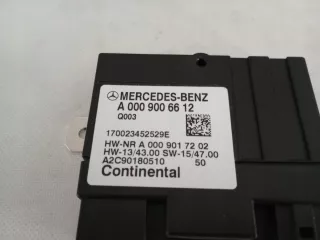 MERCEDES-BENZ
A 000 900 66 12
Q003
170023452529E
HW-NR A 000 901 72 02
HW-13/43.00 SW-15/47.00
A2C90180510 50
Continental